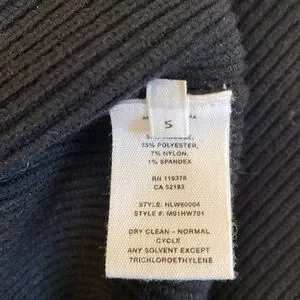 S
35% POLYESTER,
7% NYLON,
1% SPANDEX
RN 119378
CA 52182
STYLE: HLW60004
STYLE #: M01HW701
DRY CLEAN - NORMAL
CYCLE
ANY SOLVENT EXCEPT
TRICHLOROETHYLENE